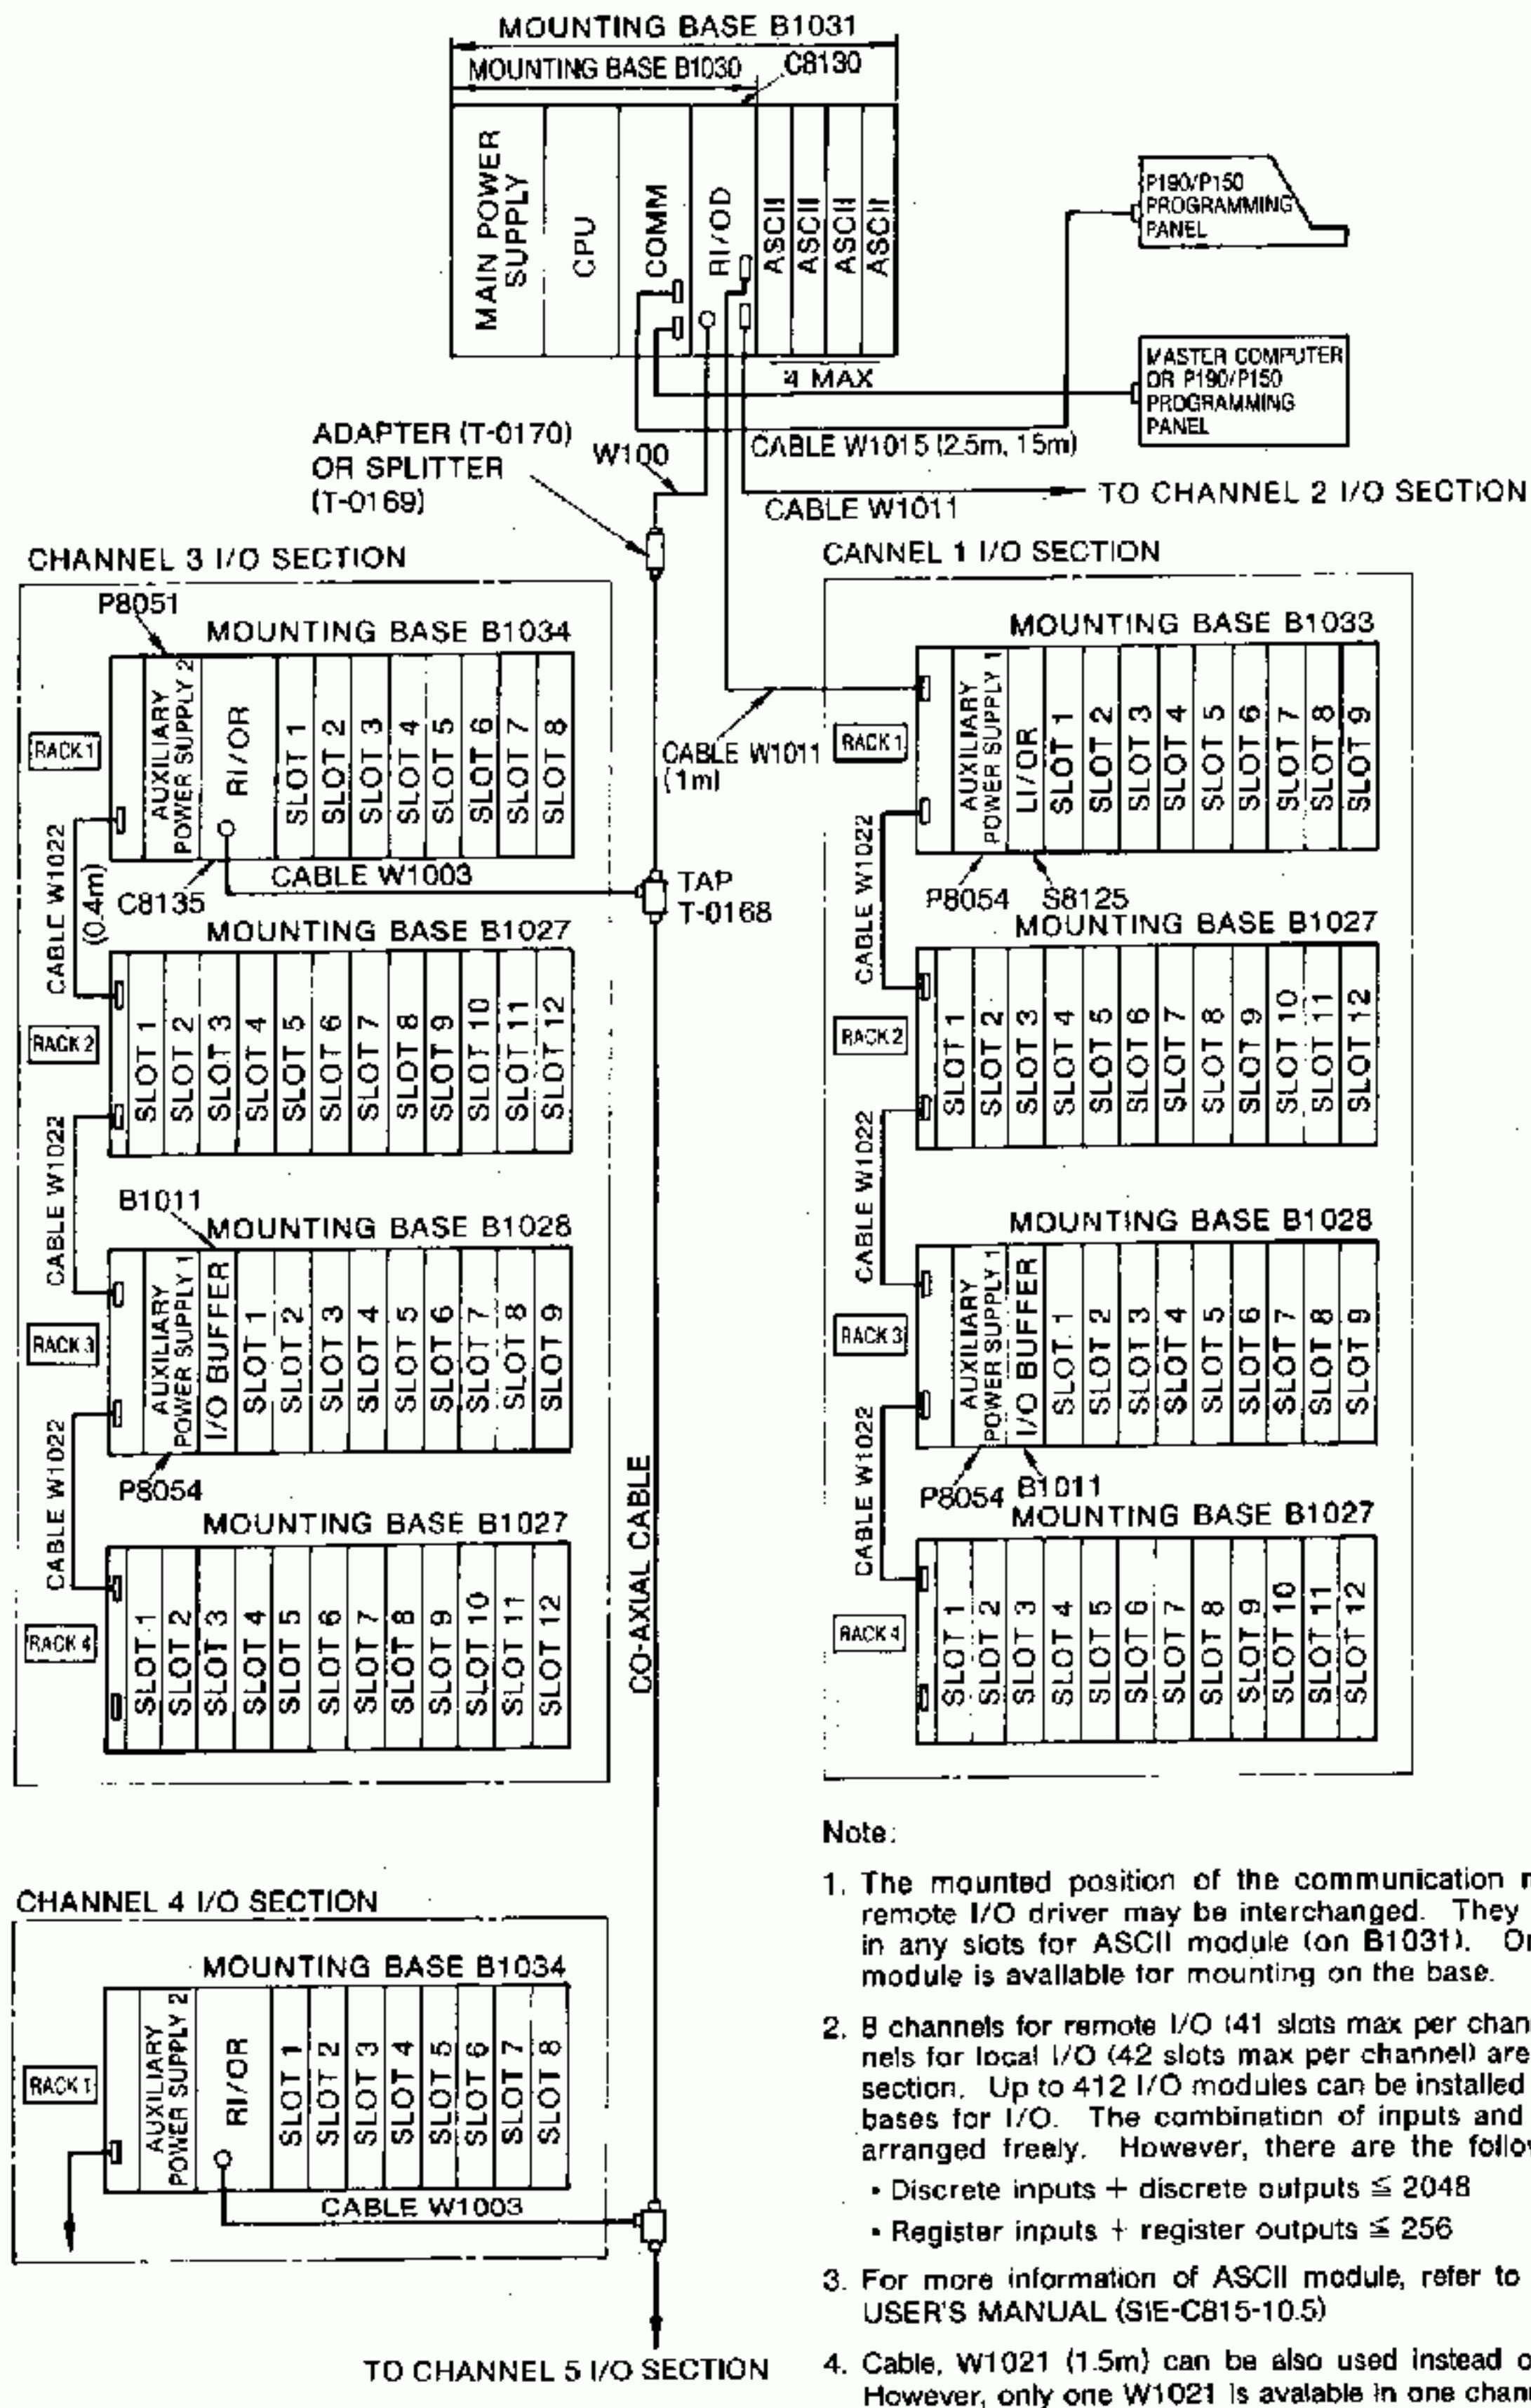 MOUNTING BASE B1031
MOUNTING BASE B1030
C8130
MAIN POWER
SUPPLY
CPU
COMM
RI/OD
ASCII
ASCII
ASCII
ASCII
4 MAX
P190/P150
PROGRAMMING
PANEL
MASTER COMPUTER
OR P190/P150
PROGRAMMING
PANEL
ADAPTER (T-0170)
OR SPLITTER
(T-0169)
W100
CABLE W1015 (2.5m, 15m)
CABLE W1011
TO CHANNEL 2 I/O SECTION
CHANNEL 3 I/O SECTION
P8051
MOUNTING BASE B1034
RACK 1
AUXILIARY
POWER SUPPLY 2
RI/OR
SLOT 1
SLOT 2
SLOT 3
SLOT 4
SLOT 5
SLOT 6
SLOT 7
SLOT 8
CABLE W1022
(0.4m)
C8135
CABLE W1003
TAP
T-0168
MOUNTING BASE B1027
RACK 2
SLOT 1
SLOT 2
SLOT 3
SLOT 4
SLOT 5
SLOT 6
SLOT 7
SLOT 8
SLOT 9
SLOT 10
SLOT 11
SLOT 12
CABLE W1022
B1011
MOUNTING BASE B1028
RACK 3
AUXILIARY
POWER SUPPLY 1
I/O BUFFER
SLOT 1
SLOT 2
SLOT 3
SLOT 4
SLOT 5
SLOT 6
SLOT 7
SLOT 8
SLOT 9
CABLE W1022
P8054
MOUNTING BASE B1027
RACK 4
SLOT 1
SLOT 2
SLOT 3
SLOT 4
SLOT 5
SLOT 6
SLOT 7
SLOT 8
SLOT 9
SLOT 10
SLOT 11
SLOT 12
CO-AXIAL CABLE
CANNEL 1 I/O SECTION
MOUNTING BASE B1033
CABLE W1011
(1m)
RACK 1
AUXILIARY
POWER SUPPLY 1
LI/OR
SLOT 1
SLOT 2
SLOT 3
SLOT 4
SLOT 5
SLOT 6
SLOT 7
SLOT 8
SLOT 9
CABLE W1022
P8054
S8125
MOUNTING BASE B1027
RACK 2
SLOT 1
SLOT 2
SLOT 3
SLOT 4
SLOT 5
SLOT 6
SLOT 7
SLOT 8
SLOT 9
SLOT 10
SLOT 11
SLOT 12
CABLE W1022
MOUNTING BASE B1028
RACK 3
AUXILIARY
POWER SUPPLY 1
I/O BUFFER
SLOT 1
SLOT 2
SLOT 3
SLOT 4
SLOT 5
SLOT 6
SLOT 7
SLOT 8
SLOT 9
CABLE W1022
P8054
B1011
MOUNTING BASE B1027
RACK 4
SLOT 1
SLOT 2
SLOT 3
SLOT 4
SLOT 5
SLOT 6
SLOT 7
SLOT 8
SLOT 9
SLOT 10
SLOT 11
SLOT 12
CHANNEL 4 I/O SECTION
MOUNTING BASE B1034
RACK 1
AUXILIARY
POWER SUPPLY 2
RI/OR
SLOT 1
SLOT 2
SLOT 3
SLOT 4
SLOT 5
SLOT 6
SLOT 7
SLOT 8
CABLE W1003
TO CHANNEL 5 I/O SECTION
Note:
1. The mounted position of the communication
remote I/O driver may be interchanged. They
in any slots for ASCII module (on B1031).
module is available for mounting on the base.
2. 8 channels for remote I/O (41 slots max per chan
nels for local I/O (42 slots max per channel) are
section. Up to 412 I/O modules can be installed
bases for I/O. The combination of inputs and
arranged freely. However, there are the follo
• Discrete inputs + discrete outputs ≦ 2048
• Register inputs + register outputs ≦ 256
3. For more information of ASCII module, refer to
USER'S MANUAL (SIE-C815-10.5)
4. Cable, W1021 (1.5m) can be also used instead
However, only one W1021 is avalable in one chan